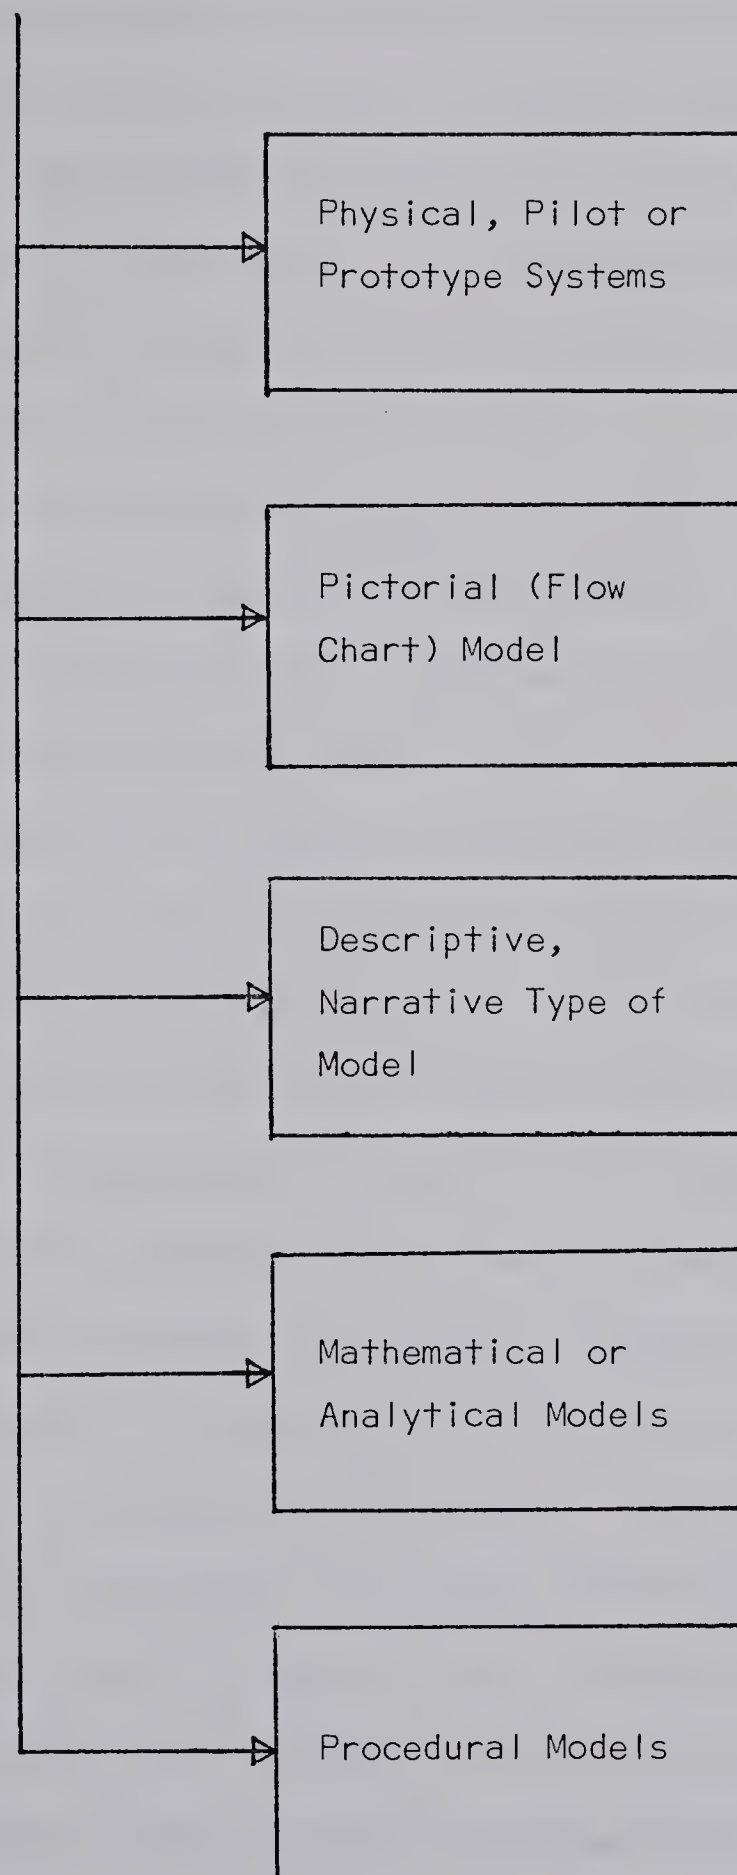 Physical, Pilot or
Prototype Systems
Pictorial (Flow
Chart) Model
Descriptive,
Narrative Type of
Model
Mathematical or
Analytical Models
Procedural Models